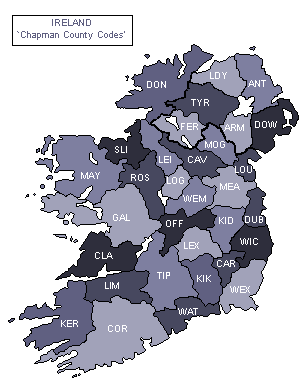 IRELAND
‘Chapman County Codes’
LDY
DON
ANT
TYR
FER
ARM
DOW
MOG
SLI
LEI
CAV
LOU
MAY
ROS
LOG
MEA
WEM
GAL
OFF
KID
DUB
LEX
WIC
CLA
CAR
TIP
KIK
LIM
WEX
WAT
KER
COR